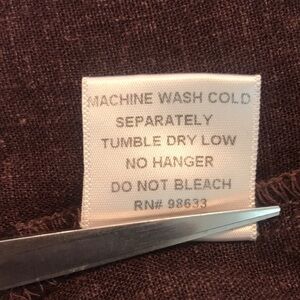 MACHINE WASH COLD
SEPARATELY
TUMBLE DRY LOW
NO HANGER
DO NOT BLEACH
RN# 98633